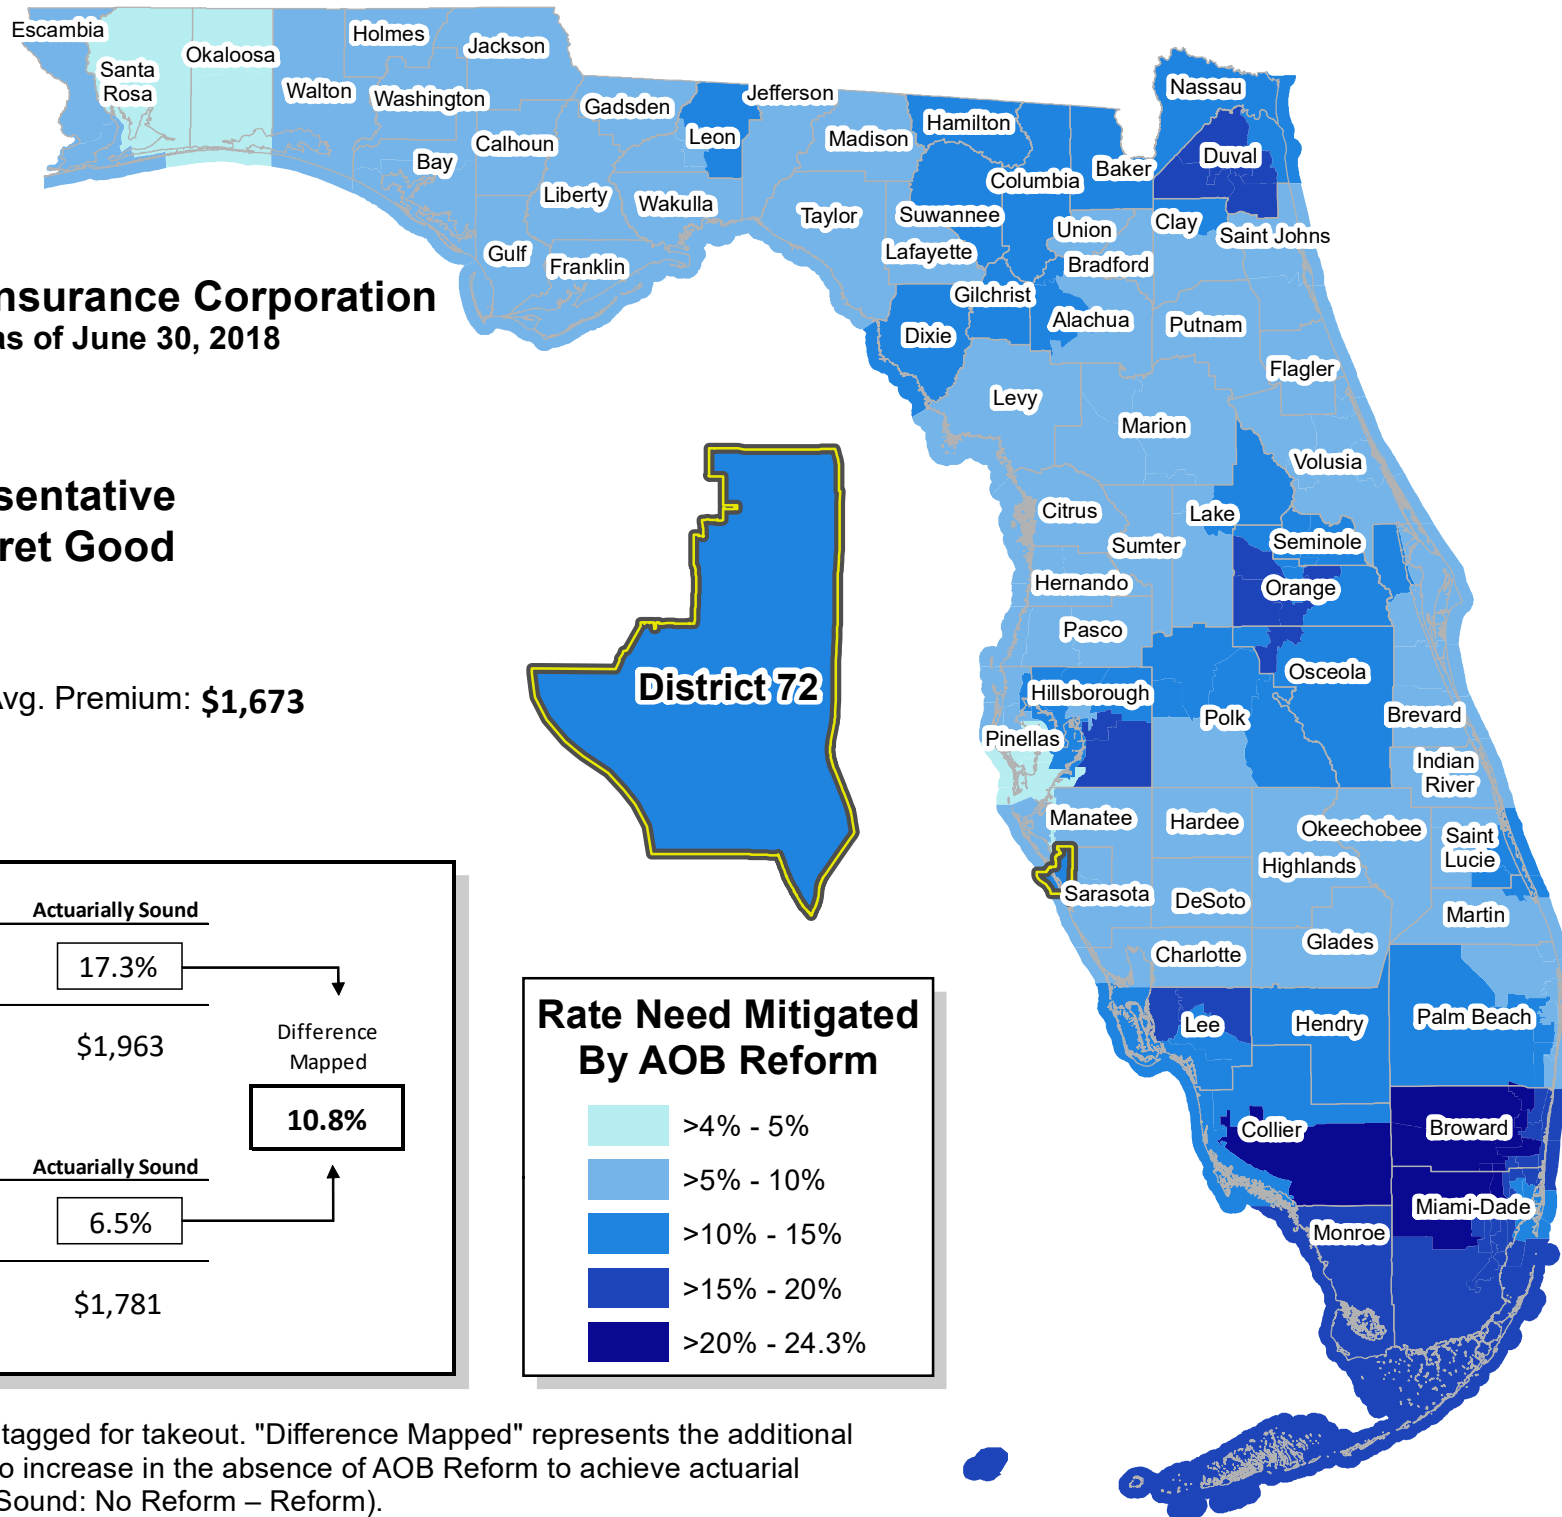 Escambia
Santa
Rosa
Okaloosa
Holmes
Jackson
Walton
Washington
Bay
Calhoun
Gulf
Liberty
Franklin
Gadsden
Wakulla
Leon
Jefferson
Madison
Taylor
Hamilton
Suwannee
Lafayette
Columbia
Baker
Nassau
Duval
Clay
Saint Johns
Union
Bradford
Gilchrist
Dixie
Alachua
Putnam
Flagler
Levy
Marion
Volusia
Citrus
Lake
Sumter
Seminole
Hernando
Orange
Pasco
Osceola
Hillsborough
Polk
Brevard
Pinellas
Indian
River
Manatee
Hardee
Okeechobee
Saint
Lucie
Highlands
Sarasota
DeSoto
Martin
Glades
Charlotte
Lee
Hendry
Palm Beach
Collier
Broward
Miami-Dade
Monroe
nsurance Corporation
as of June 30, 2018
sentative
ret Good
Avg. Premium: $1,673
District 72
Actuarially Sound
17.3%
$1,963
Difference
Mapped
10.8%
Actuarially Sound
6.5%
$1,781
Rate Need Mitigated
By AOB Reform
>4% - 5%
>5% - 10%
>10% - 15%
>15% - 20%
>20% - 24.3%
tagged for takeout. "Difference Mapped" represents the additional
o increase in the absence of AOB Reform to achieve actuarial
Sound: No Reform – Reform).